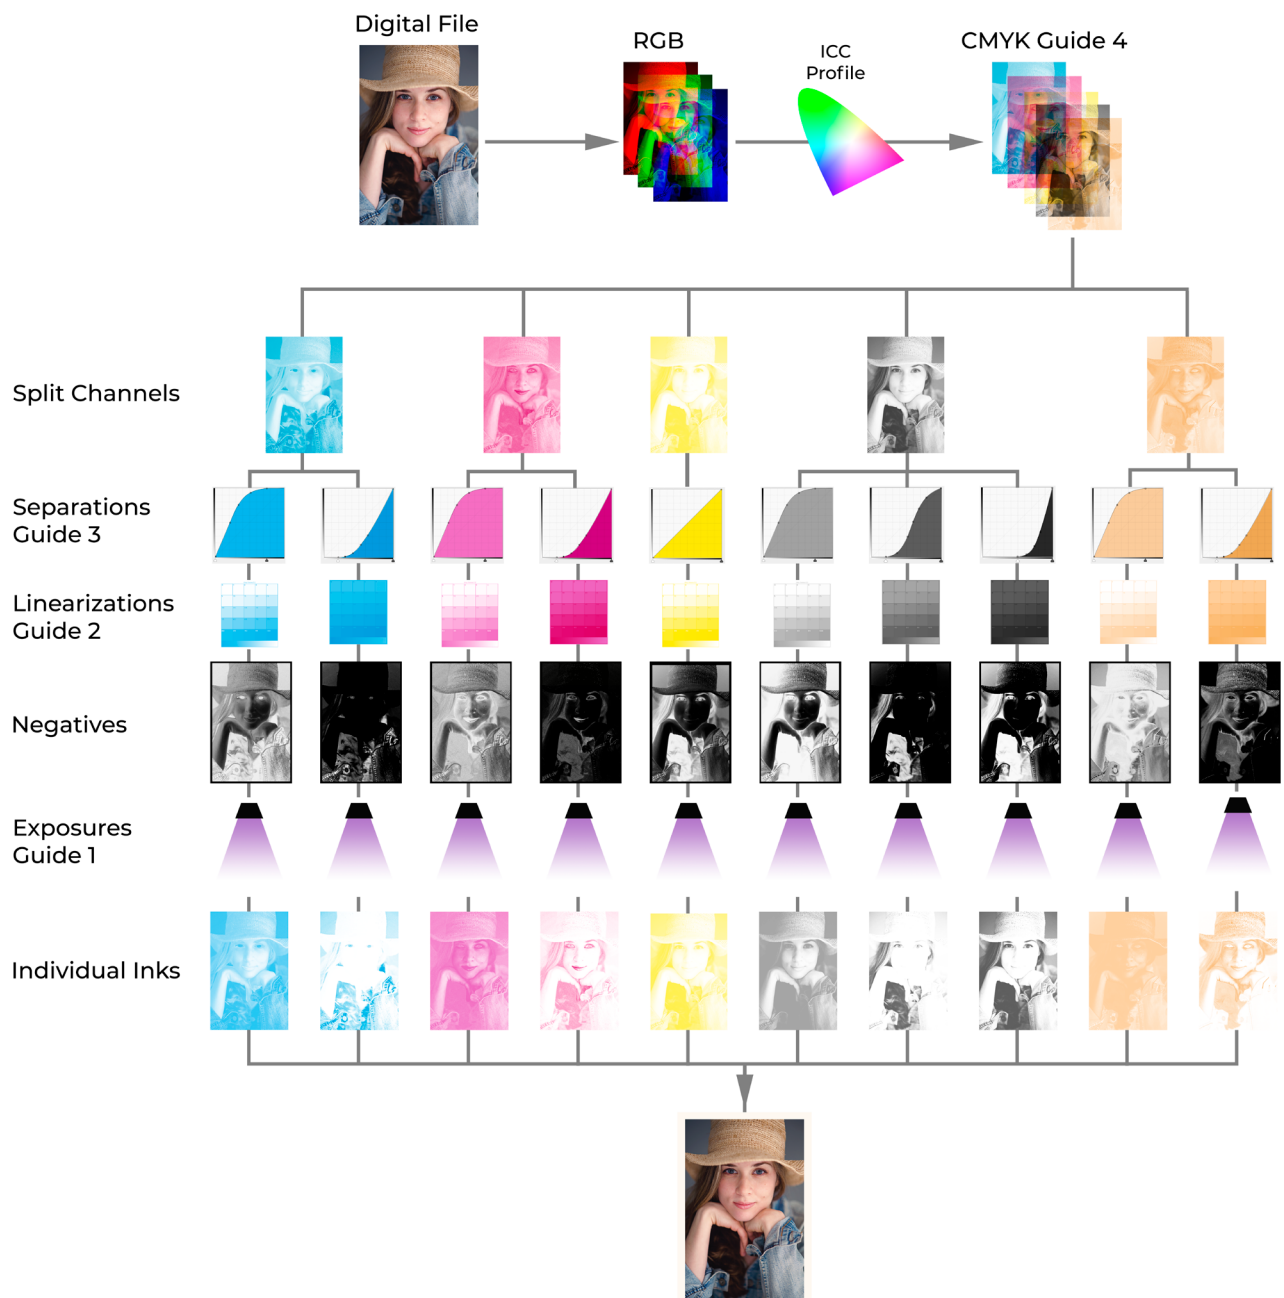 Digital File
RGB
ICC
Profile
CMYK Guide 4
Split Channels
Separations
Guide 3
Linearizations
Guide 2
Negatives
Exposures
Guide 1
Individual Inks